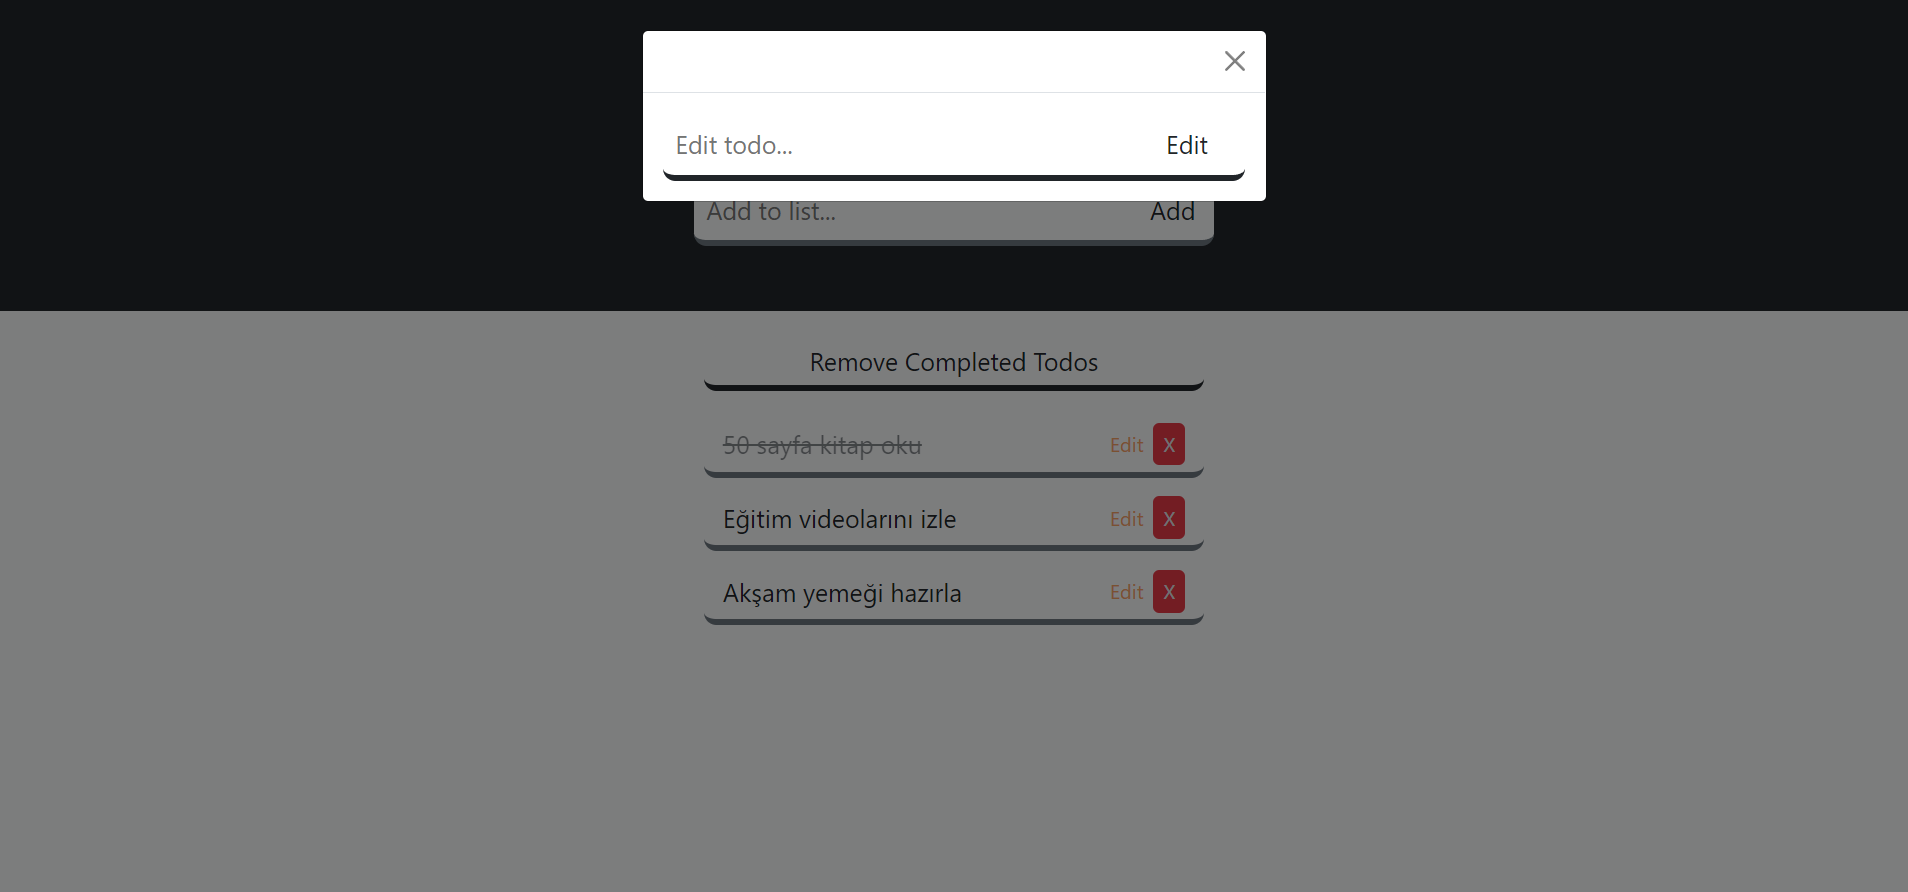 Edit todo... Edit
Add to list... Add
Remove Completed Todos
50 sayfa kitap oku Edit X
Eğitim videolarını izle Edit X
Akşam yemeği hazırla Edit X